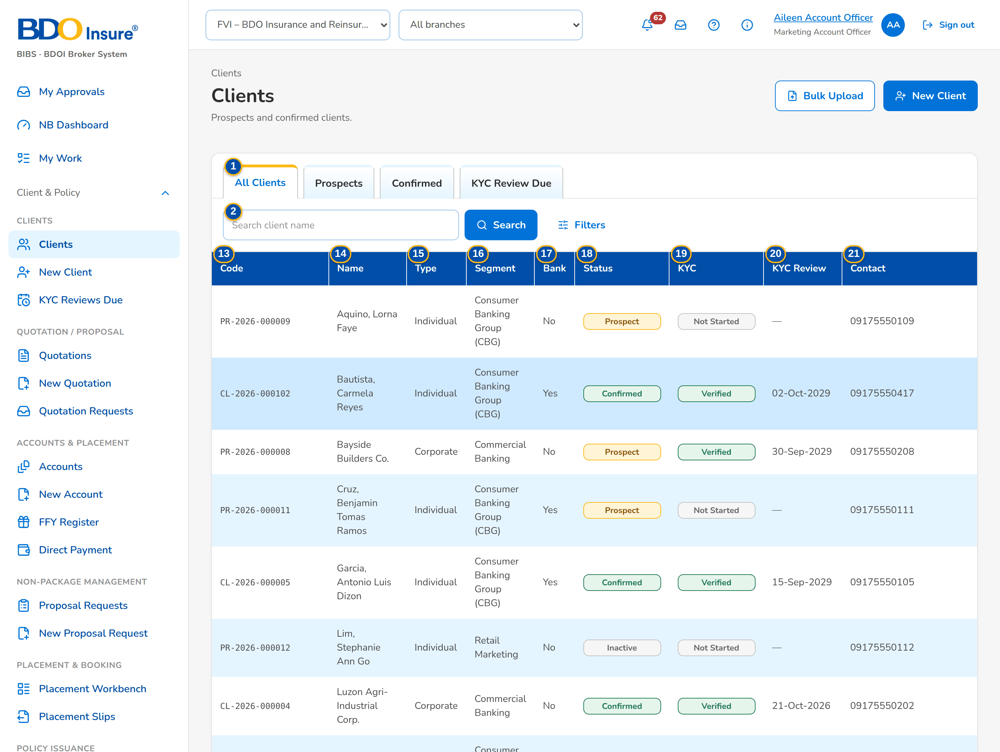 BDO Insure®
BIBS · BDOI Broker System
My Approvals
NB Dashboard
My Work
Client & Policy
CLIENTS
Clients
New Client
KYC Reviews Due
QUOTATION / PROPOSAL
Quotations
New Quotation
Quotation Requests
ACCOUNTS & PLACEMENT
Accounts
New Account
FFY Register
Direct Payment
NON-PACKAGE MANAGEMENT
Proposal Requests
New Proposal Request
PLACEMENT & BOOKING
Placement Workbench
Placement Slips
POLICY ISSUANCE
FVI – BDO Insurance and Reinsur...
All branches
62
Aileen Account Officer
Marketing Account Officer
AA
Sign out
Clients
Clients
Prospects and confirmed clients.
Bulk Upload
New Client
1
All Clients
Prospects
Confirmed
KYC Review Due
2
Search client name
Search
Filters
13 14 15 16 17 18 19 20 21
Code Name Type Segment Bank Status KYC KYC Review Contact
PR-2026-000009
Aquino, Lorna
Faye
Individual
Consumer
Banking
Group
(CBG)
No
Prospect
Not Started
—
09175550109
CL-2026-000102
Bautista,
Carmela
Reyes
Individual
Consumer
Banking
Group
(CBG)
Yes
Confirmed
Verified
02-Oct-2029
09175550417
PR-2026-000008
Bayside
Builders Co.
Corporate
Commercial
Banking
No
Prospect
Verified
30-Sep-2029
09175550208
PR-2026-000011
Cruz,
Benjamin
Tomas
Ramos
Individual
Consumer
Banking
Group
(CBG)
Yes
Prospect
Not Started
—
09175550111
CL-2026-000005
Garcia,
Antonio Luis
Dizon
Individual
Consumer
Banking
Group
(CBG)
Yes
Confirmed
Verified
15-Sep-2029
09175550105
PR-2026-000012
Lim,
Stephanie
Ann Go
Individual
Retail
Marketing
No
Inactive
Not Started
—
09175550112
CL-2026-000004
Luzon Agri-
Industrial
Corp.
Corporate
Commercial
Banking
No
Confirmed
Verified
21-Oct-2026
09175550202
Consumer